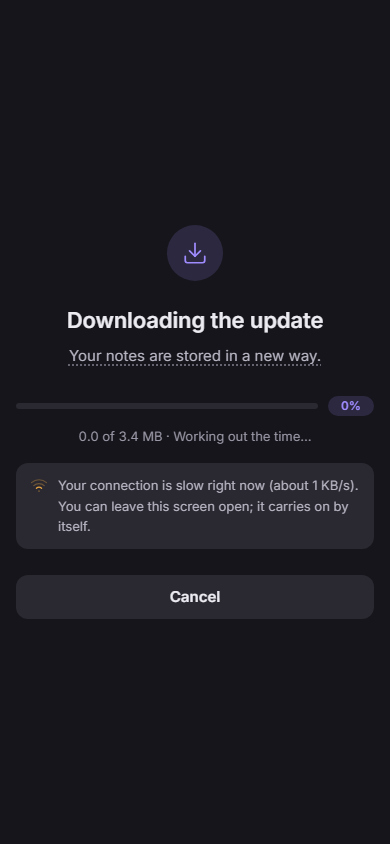 Downloading the update
Your notes are stored in a new way.
0%
0.0 of 3.4 MB · Working out the time…
Your connection is slow right now (about 1 KB/s).
You can leave this screen open; it carries on by
itself.
Cancel